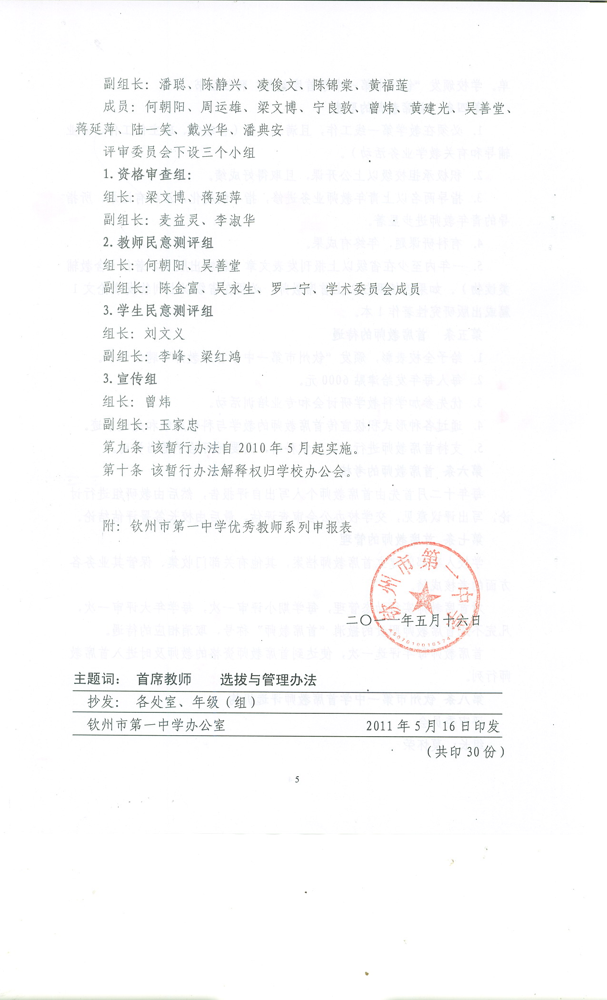 副组长：潘聪、陈静兴、凌俊文、陈锦棠、黄福莲
成员：何朝阳、周运雄、梁文博、宁良敦、曾炜、黄建光、吴善堂、
蒋延萍、陆一笑、戴兴华、潘典安
评审委员会下设三个小组
1.资格审查组：
组长：梁文博、蒋延萍
副组长：麦益灵、李淑华
2.教师民意测评组
组长：何朝阳、吴善堂
副组长：陈金富、吴永生、罗一宁、学术委员会成员
3.学生民意测评组
组长：刘文义
副组长：李峰、梁红鸿
3.宣传组
组长：曾炜
副组长：玉家忠
第九条 该暂行办法自 2010 年 5 月起实施。
第十条 该暂行办法解释权归学校办公会。
附：钦州市第一中学优秀教师系列申报表
钦州市第一中学
4507010010574
二〇一一年五月十六日
主题词： 首席教师 选拔与管理办法
抄发： 各处室、年级（组）
钦州市第一中学办公室 2011 年 5 月 16 日印发
（共印 30 份）
5